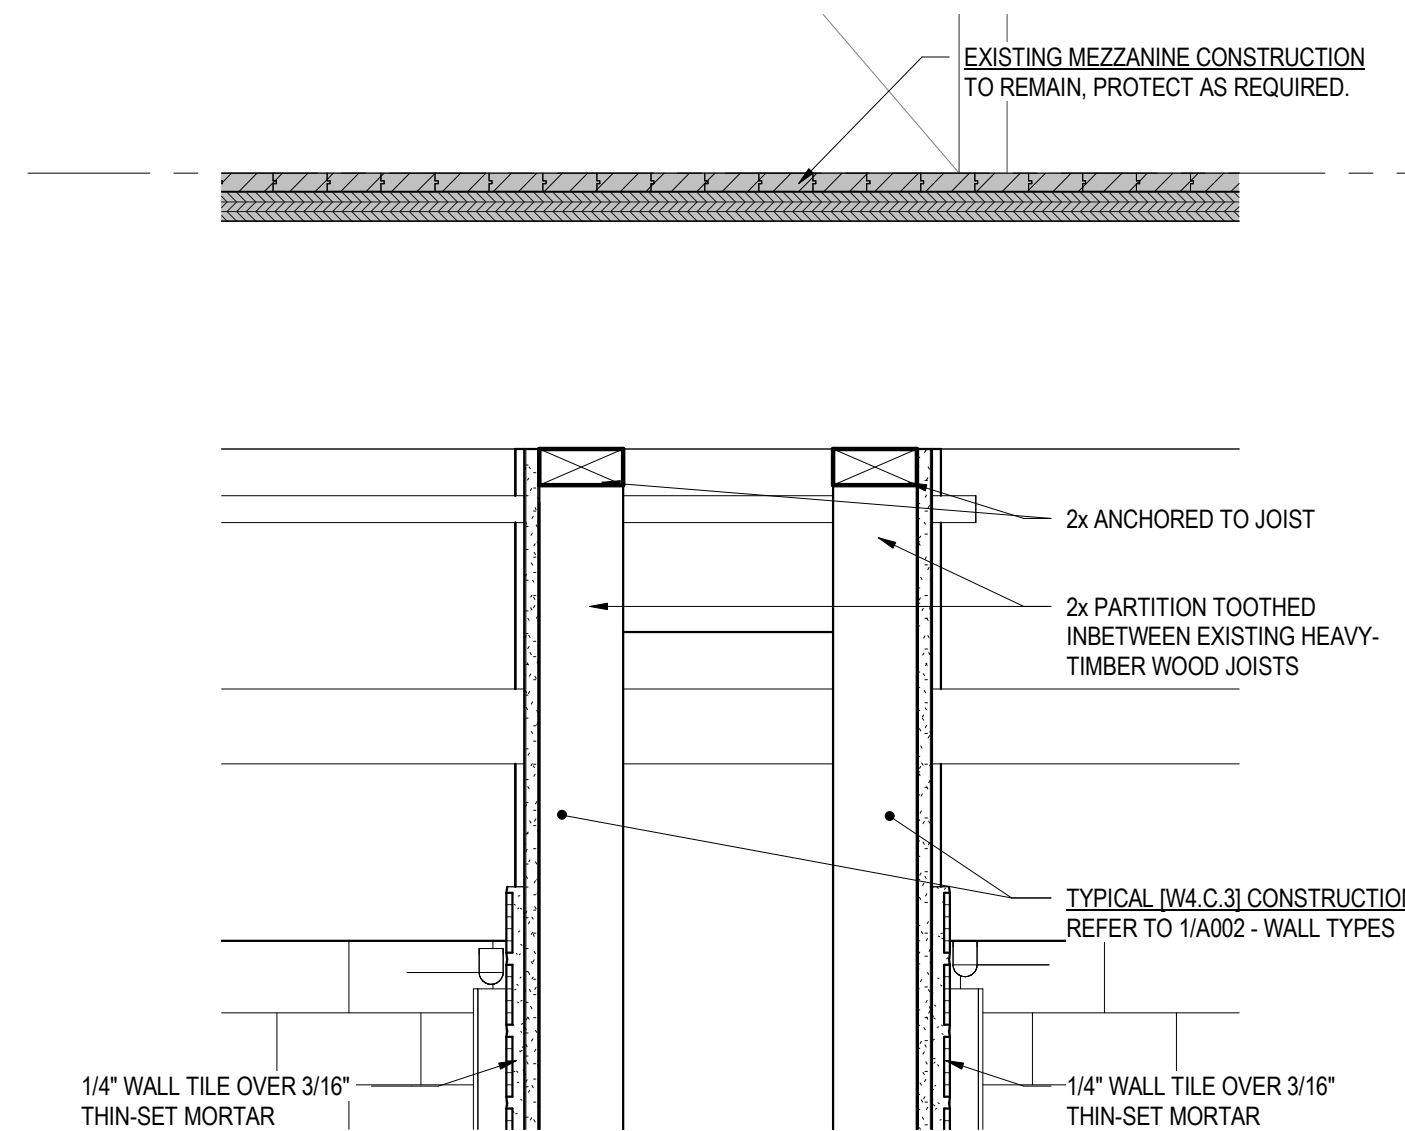 EXISTING MEZZANINE CONSTRUCTION
TO REMAIN, PROTECT AS REQUIRED.
2x ANCHORED TO JOIST
2x PARTITION TOOTHED
INBETWEEN EXISTING HEAVY-
TIMBER WOOD JOISTS
TYPICAL [W4.C.3] CONSTRUCTION
REFER TO 1/A002 - WALL TYPES
1/4" WALL TILE OVER 3/16"
THIN-SET MORTAR
1/4" WALL TILE OVER 3/16"
THIN-SET MORTAR